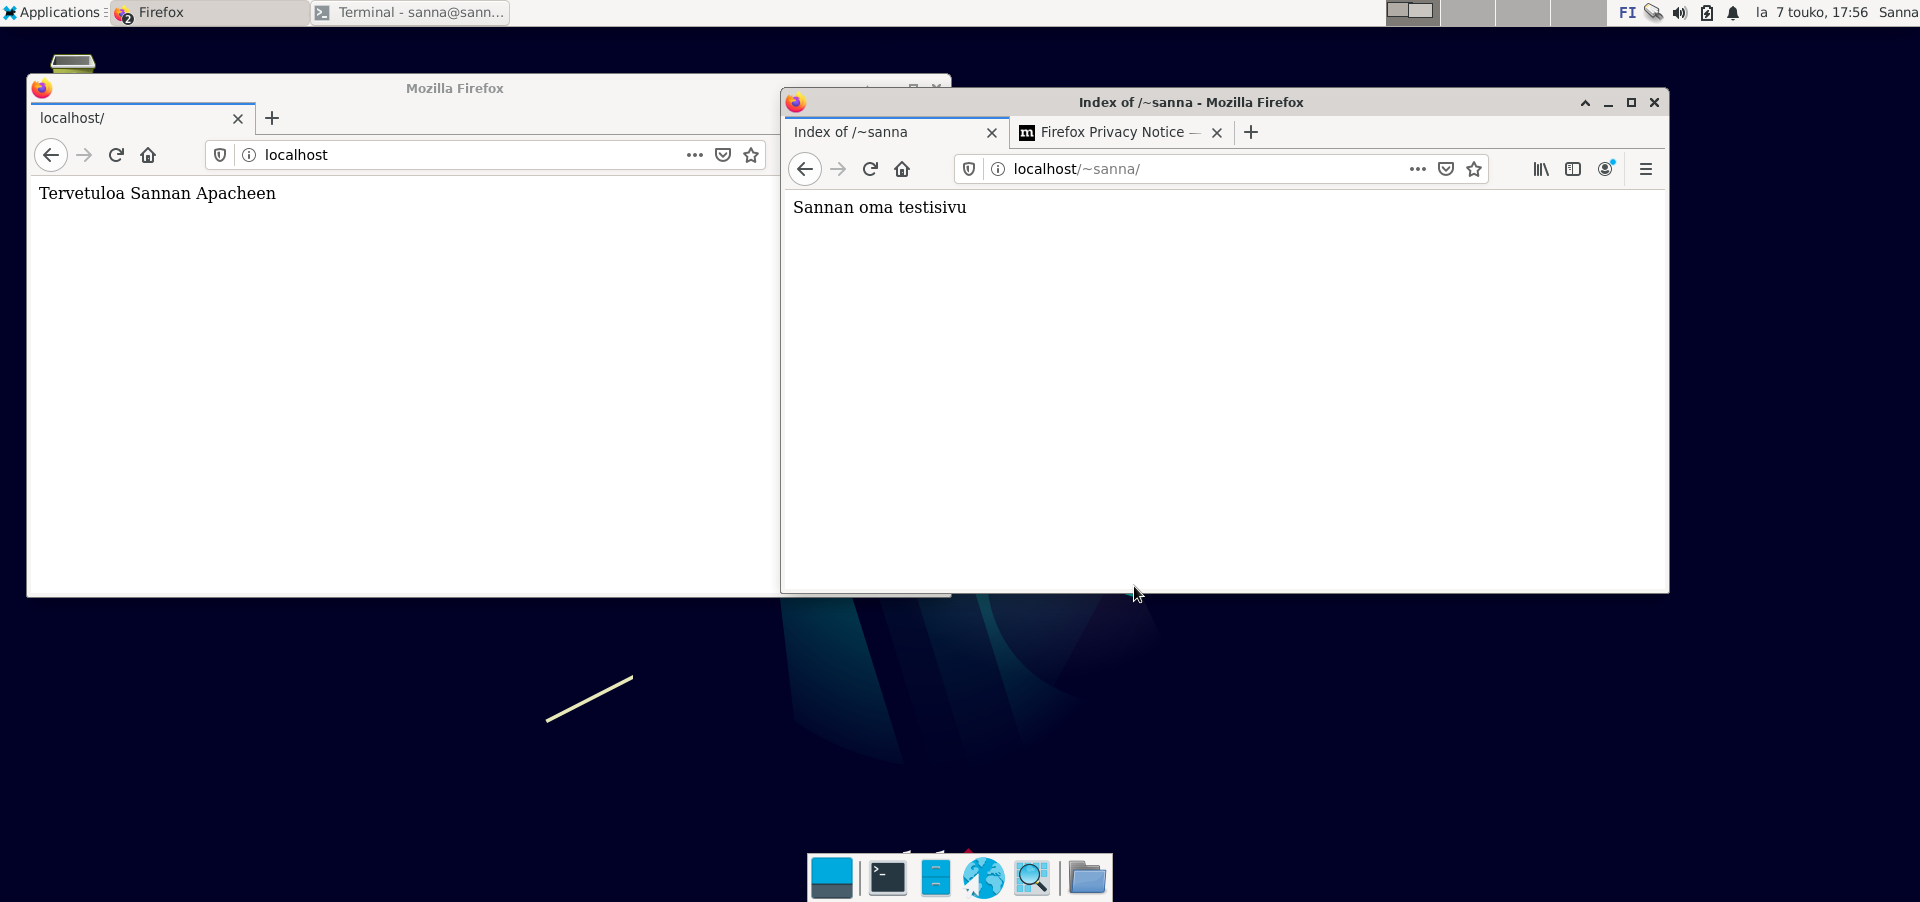 Applications
2
Firefox
Terminal - sanna@sann...
FI
la 7 touko, 17:56
Sanna
Mozilla Firefox
localhost/
localhost
Tervetuloa Sannan Apacheen
Index of /~sanna - Mozilla Firefox
Index of /~sanna
m
Firefox Privacy Notice —
localhost/~sanna/
Sannan oma testisivu
>_